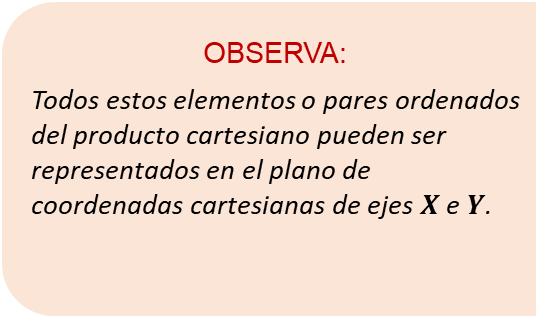 OBSERVA:
Todos estos elementos o pares ordenados
del producto cartesiano pueden ser
representados en el plano de
coordenadas cartesianas de ejes X e Y.